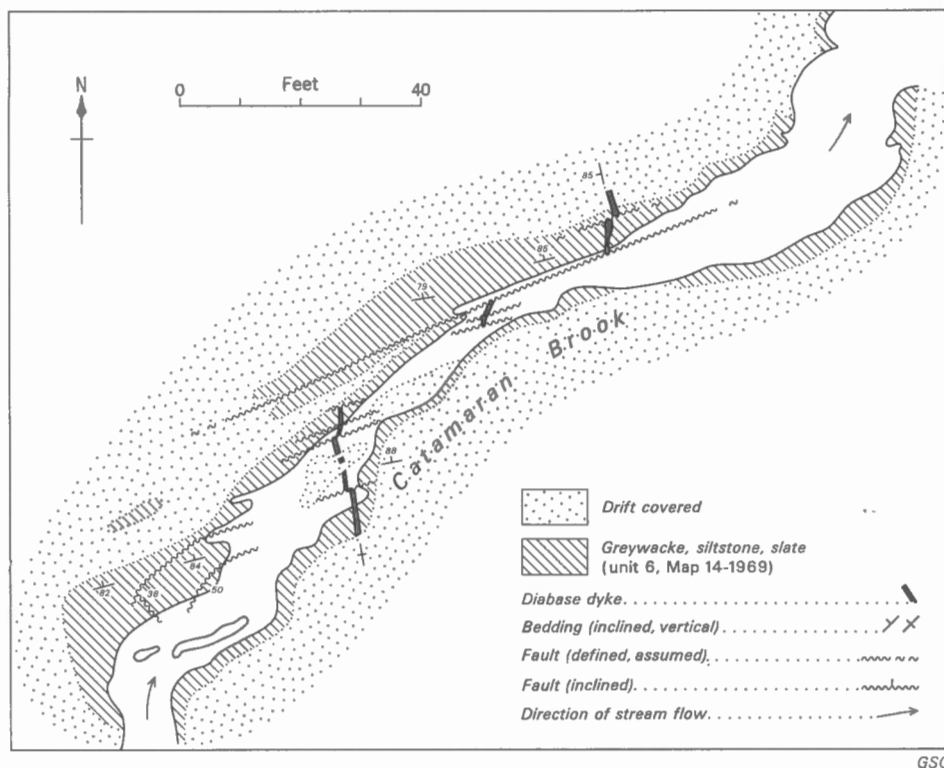 N
0 Feet 40
85
85
79
Catamaran Brook
88
84
82
38
50
Drift covered
Greywacke, siltstone, slate
(unit 6, Map 14-1969)
Diabase dyke
Bedding (inclined, vertical)
Fault (defined, assumed)
Fault (inclined)
Direction of stream flow
GSC